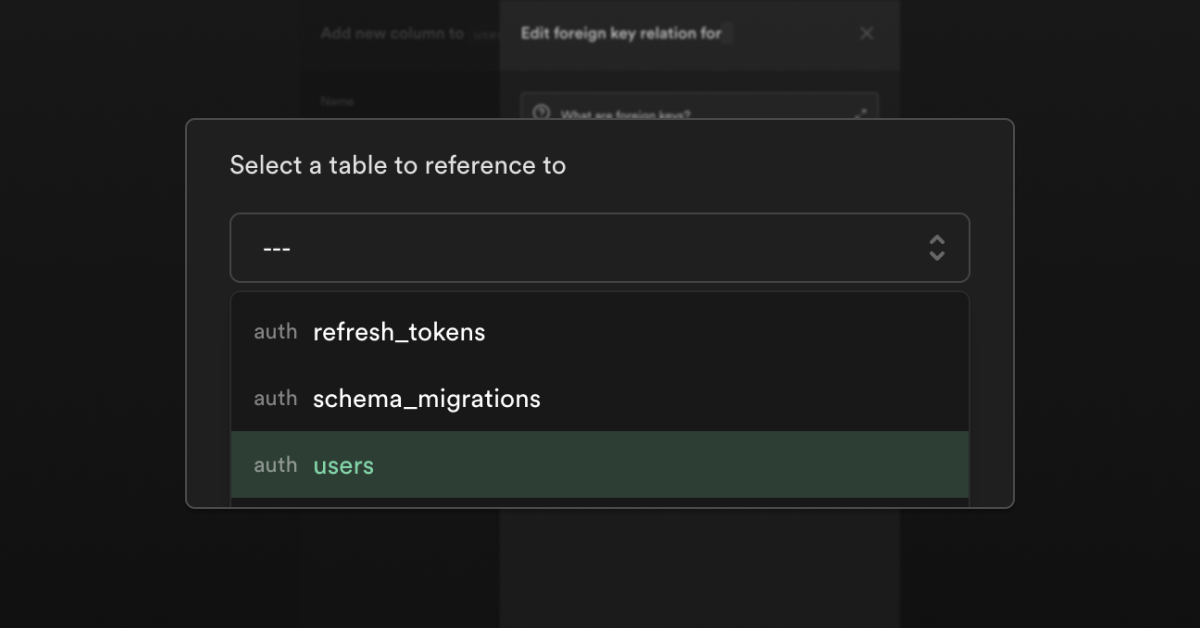 Add new column to
Edit foreign key relation for
Name
What are foreign keys?
Select a table to reference to
---
auth refresh_tokens
auth schema_migrations
auth users